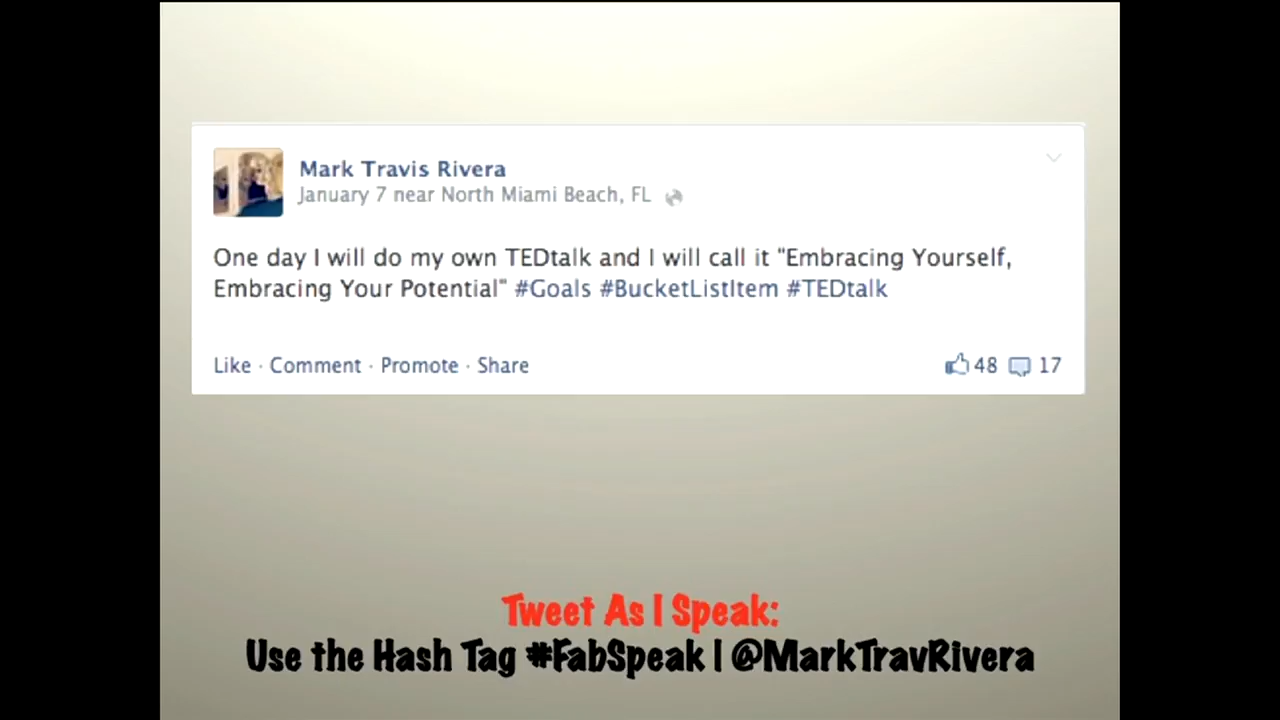 Mark Travis Rivera
January 7 near North Miami Beach, FL
One day I will do my own TEDtalk and I will call it "Embracing Yourself,
Embracing Your Potential" #Goals #BucketListItem #TEDtalk
Like · Comment · Promote · Share 48 17
Tweet As I Speak:
Use the Hash Tag #FabSpeak | @MarkTravRivera